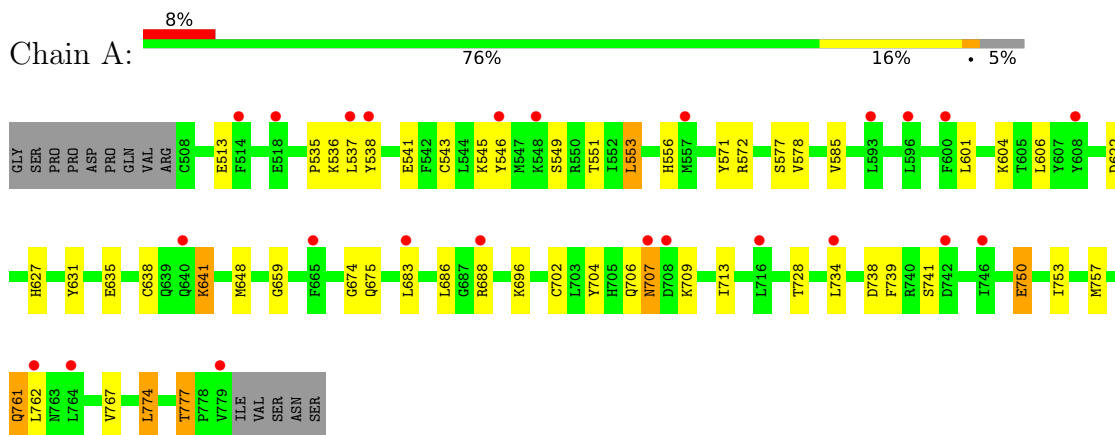 8%
Chain A:
76% 16% • 5%
GLY SER PRO PRO ASP PRO GLN VAL ARG C508 E513 F514 E518 P535 K536 L537 Y538 E541 F542 C543 L544 K545 Y546 M547 K548 S549 R550 T551 I552 L553 H556 M557 Y571 R572 S577 V578 V585 L593 L596 F600 L601 K604 T605 L606 Y607 Y608
H627 Y631 E635 C638 Q639 Q640 K641 M648 G659 F665 G674 Q675 L683 L686 G687 R688 K696 C702 L703 Y704 H705 Q706 N707 D708 K709 I713 L716 T728 L734 D738 F739 R740 S741 D742 I746 E750 I753 M757
Q761 L762 N763 L764 V767 L774 T777 P778 V779 ILE VAL SER ASN SER